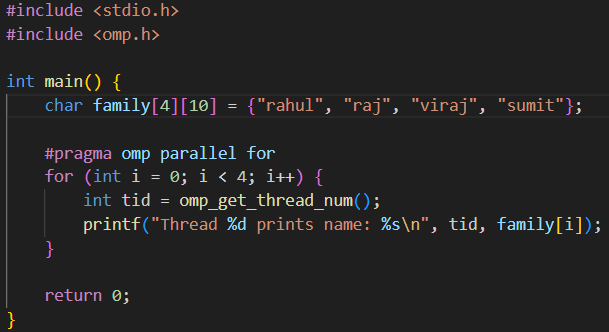 #include <stdio.h>
#include <omp.h>

int main() {
    char family[4][10] = {"rahul", "raj", "viraj", "sumit"};

    #pragma omp parallel for
    for (int i = 0; i < 4; i++) {
        int tid = omp_get_thread_num();
        printf("Thread %d prints name: %s\n", tid, family[i]);
    }

    return 0;
}